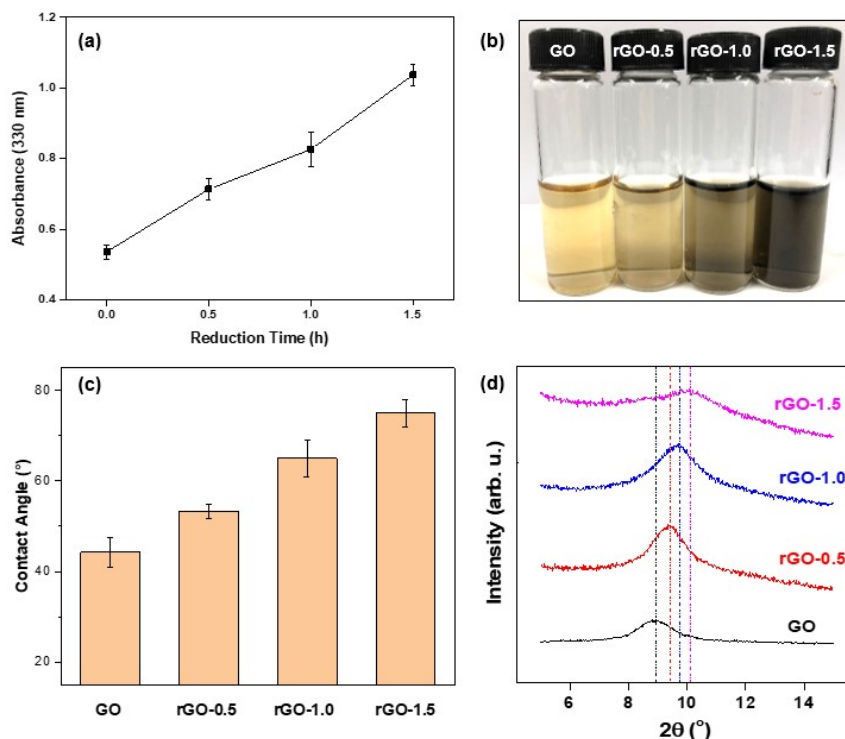 (a)
1.2
1.0
0.8
0.6
0.4
Absorbance (330 nm)
0.0 0.5 1.0 1.5
Reduction Time (h)
(b)
GO rGO-0.5 rGO-1.0 rGO-1.5
(c)
80
60
40
20
Contact Angle (°)
GO rGO-0.5 rGO-1.0 rGO-1.5
(d)
rGO-1.5
rGO-1.0
rGO-0.5
GO
Intensity (arb. u.)
6 8 10 12 14
2θ (°)